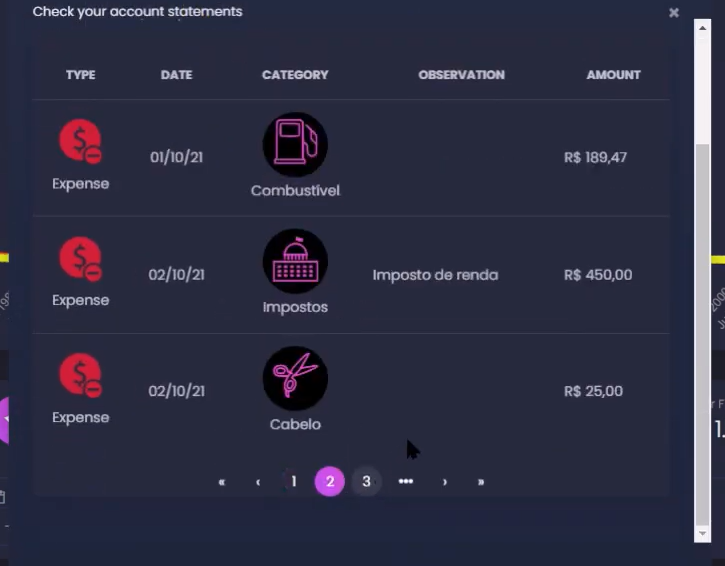 Check your account statements ×
TYPE DATE CATEGORY OBSERVATION AMOUNT
Expense 01/10/21 Combustível R$ 189,47
Expense 02/10/21 Impostos Imposto de renda R$ 450,00
Expense 02/10/21 Cabelo R$ 25,00
« ‹ 1 2 3 ••• › »